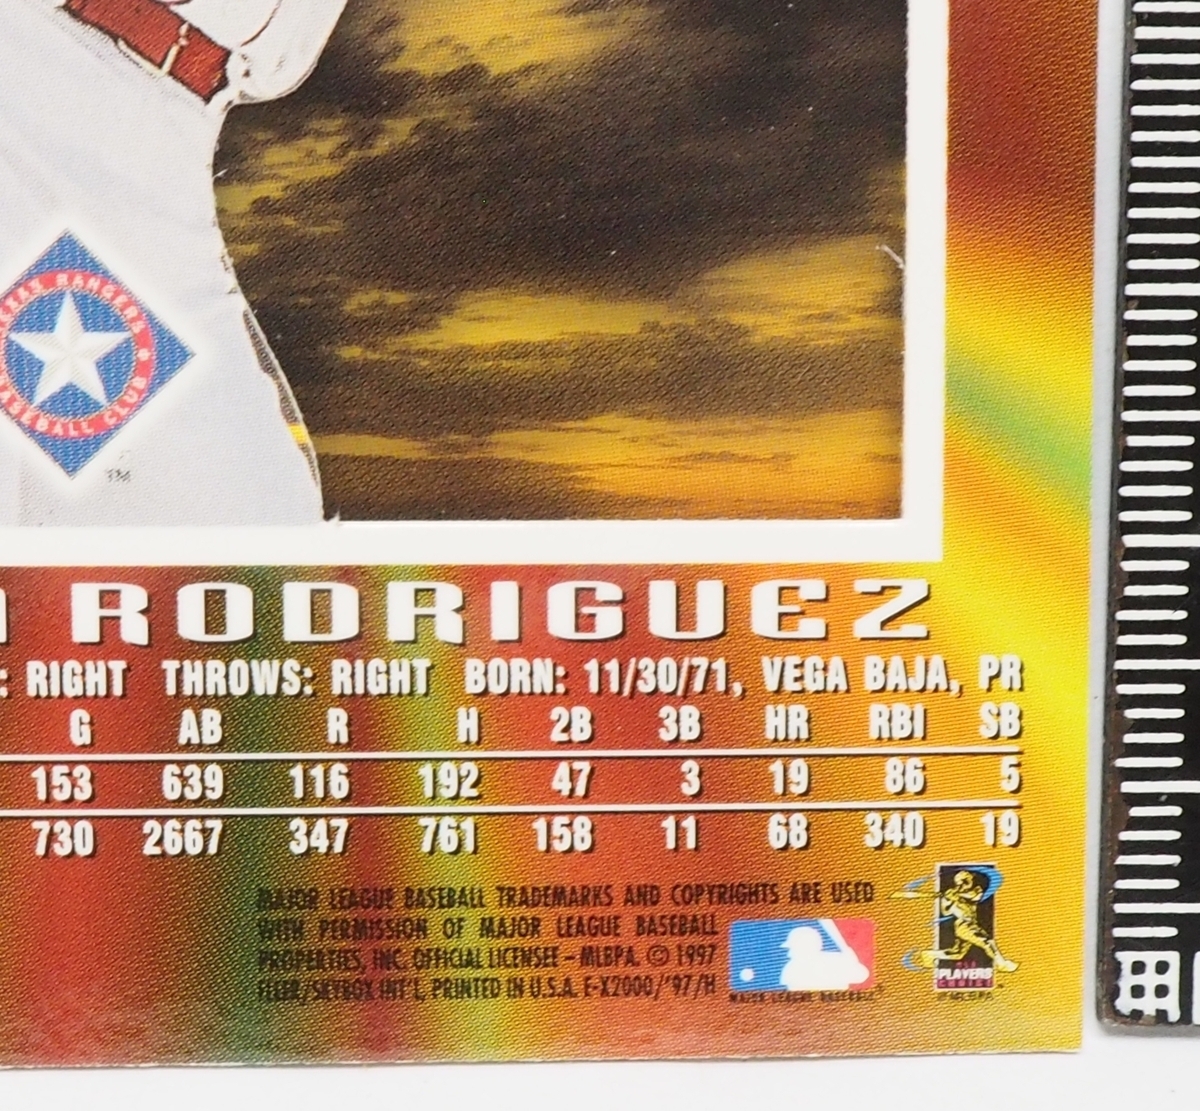 TEXAS RANGERS
BASEBALL CLUB
TM
RODRIGUEZ
: RIGHT THROWS: RIGHT BORN: 11/30/71, VEGA BAJA, PR
G AB R H 2B 3B HR RBI SB
153 639 116 192 47 3 19 86 5
730 2667 347 761 158 11 68 340 19
MAJOR LEAGUE BASEBALL TRADEMARKS AND COPYRIGHTS ARE USED
WITH PERMISSION OF MAJOR LEAGUE BASEBALL
PROPERTIES, INC. OFFICIAL LICENSEE – MLBPA. © 1997
FLEER/SKYBOX INT'L. PRINTED IN U.S.A. E-X2000/'97/H
MAJOR LEAGUE BASEBALL
PLAYERS
CHOICE